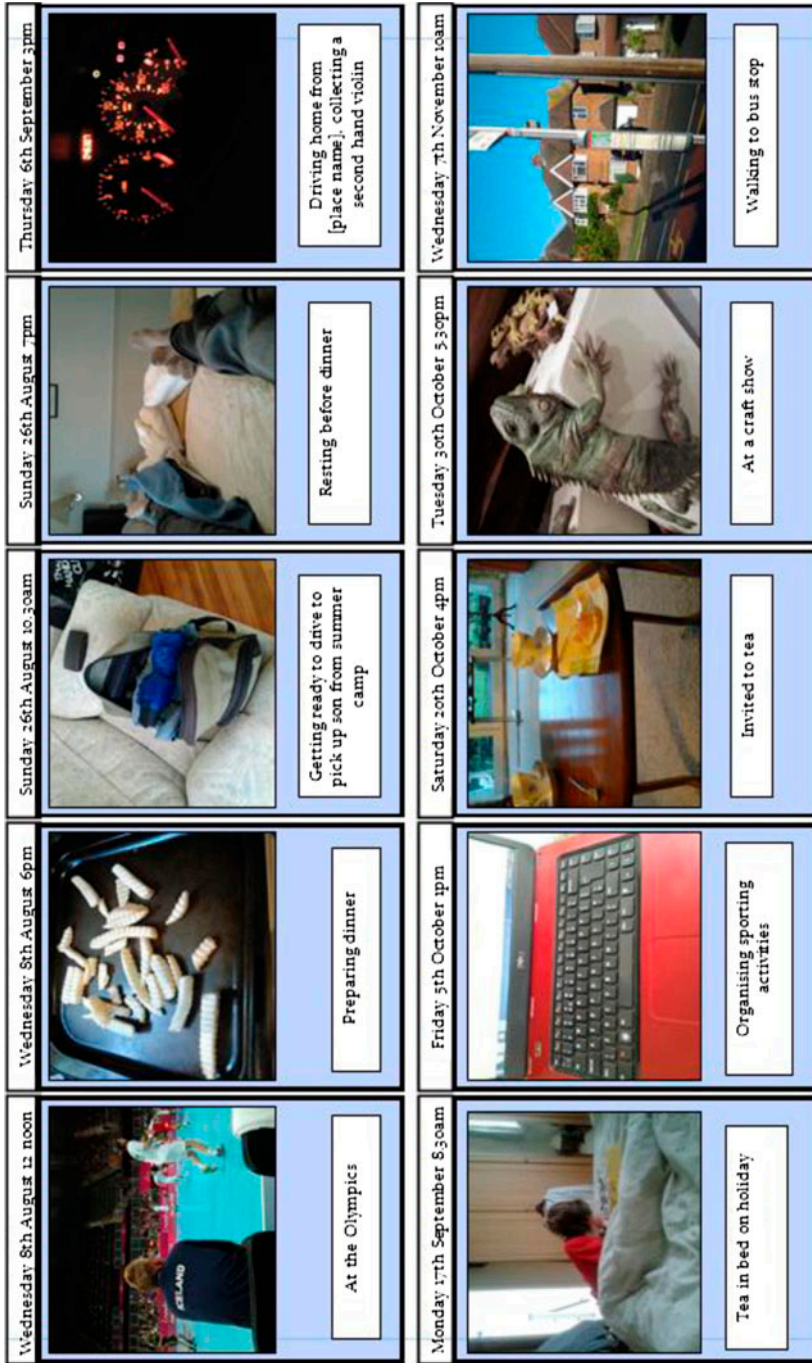 Wednesday 8th August 12 noon
ICELAND
At the Olympics
Wednesday 8th August 6pm
Preparing dinner
Sunday 26th August 10.30am
Getting ready to drive to
pick up son from summer
camp
Sunday 26th August 7pm
Resting before dinner
Thursday 6th September 3pm
Driving home from
[place name]. collecting a
second hand violin
Monday 17th September 8.30am
Tea in bed on holiday
Friday 5th October 1pm
Organising sporting
activities
Saturday 20th October 4pm
Invited to tea
Tuesday 30th October 5.30pm
At a craft show
Wednesday 7th November 10am
Walking to bus stop